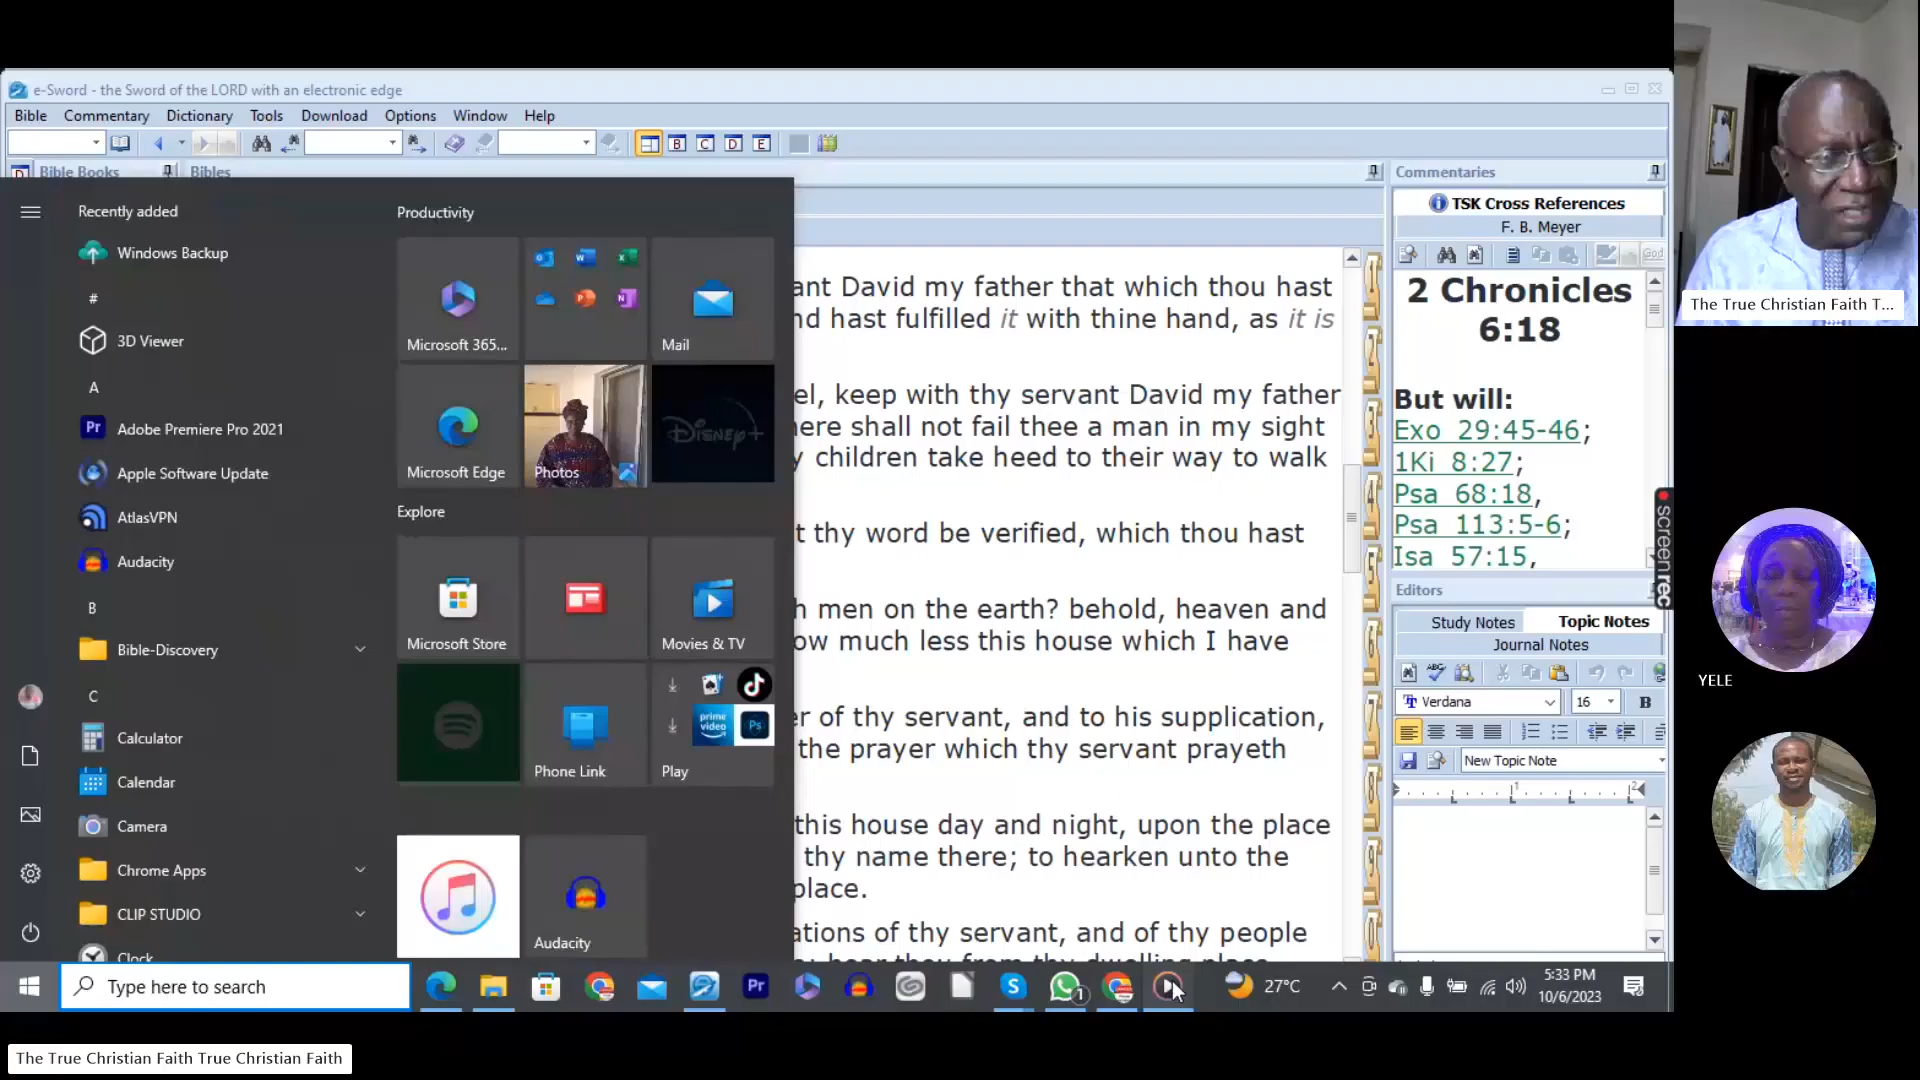 e-Sword - the Sword of the LORD with an electronic edge
Bible Commentary Dictionary Tools Download Options Window Help
B C D E
Bible Books Bibles
Commentaries
TSK Cross References
F. B. Meyer
2 Chronicles
6:18
But will:
Exo 29:45-46;
1Ki 8:27;
Psa 68:18,
Psa 113:5-6;
Isa 57:15,
Editors
Study Notes Topic Notes
Journal Notes
Verdana 16 B
New Topic Note
Recently added
Windows Backup
#
3D Viewer
A
Adobe Premiere Pro 2021
Apple Software Update
AtlasVPN
Audacity
B
Bible-Discovery
C
Calculator
Calendar
Camera
Chrome Apps
CLIP STUDIO
Clock
Productivity
Microsoft 365...
Mail
Microsoft Edge
Photos
Disney+
Explore
Microsoft Store
Movies & TV
Phone Link
prime video
Ps
Play
Audacity
ant David my father that which thou hast
nd hast fulfilled it with thine hand, as it is
el, keep with thy servant David my father
here shall not fail thee a man in my sight
y children take heed to their way to walk
t thy word be verified, which thou hast
h men on the earth? behold, heaven and
ow much less this house which I have
er of thy servant, and to his supplication,
the prayer which thy servant prayeth
this house day and night, upon the place
thy name there; to hearken unto the
place.
ations of thy servant, and of thy people
screenrec
Type here to search
Pr
27°C
5:33 PM
10/6/2023
The True Christian Faith T...
YELE
The True Christian Faith True Christian Faith